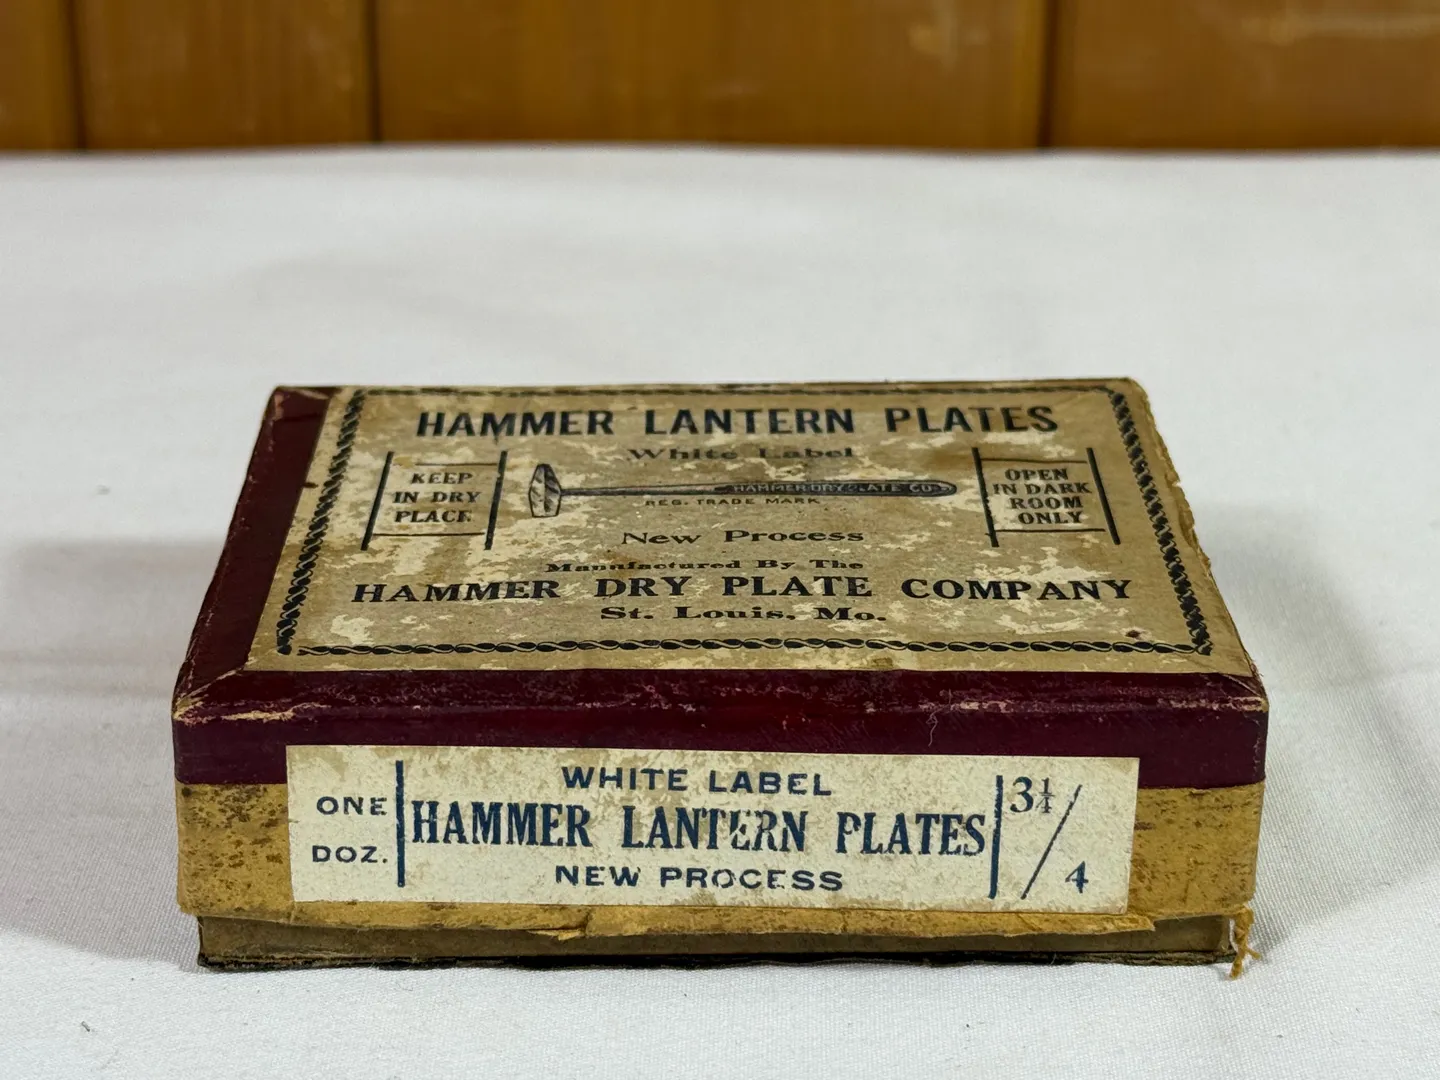 HAMMER LANTERN PLATES
White Label
KEEP
IN DRY
PLACE
HAMMER DRY PLATE CO
REG. TRADE MARK
OPEN
IN DARK
ROOM
ONLY
New Process
Manufactured By The
HAMMER DRY PLATE COMPANY
St. Louis, Mo.
ONE
DOZ.
WHITE LABEL
HAMMER LANTERN PLATES
NEW PROCESS
3¼/4